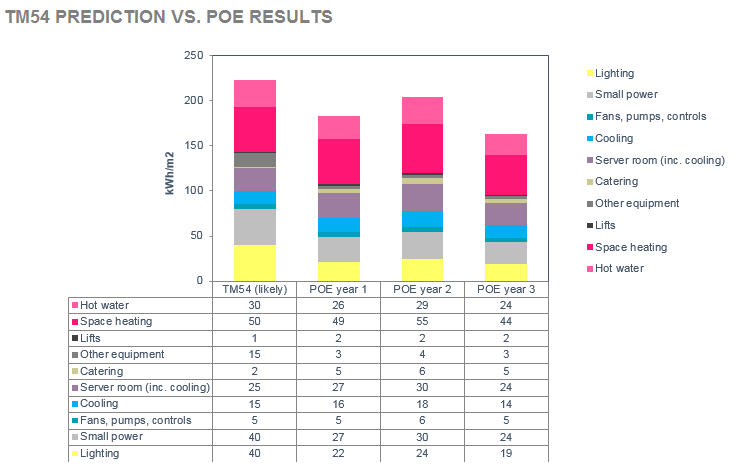 TM54 PREDICTION VS. POE RESULTS
250
200
150
100
50
0
kWh/m2
Lighting
Small power
Fans, pumps, controls
Cooling
Server room (inc. cooling)
Catering
Other equipment
Lifts
Space heating
Hot water
TM54 (likely) POE year 1 POE year 2 POE year 3
Hot water 30 26 29 24
Space heating 50 49 55 44
Lifts 1 2 2 2
Other equipment 15 3 4 3
Catering 2 5 6 5
Server room (inc. cooling) 25 27 30 24
Cooling 15 16 18 14
Fans, pumps, controls 5 5 6 5
Small power 40 27 30 24
Lighting 40 22 24 19